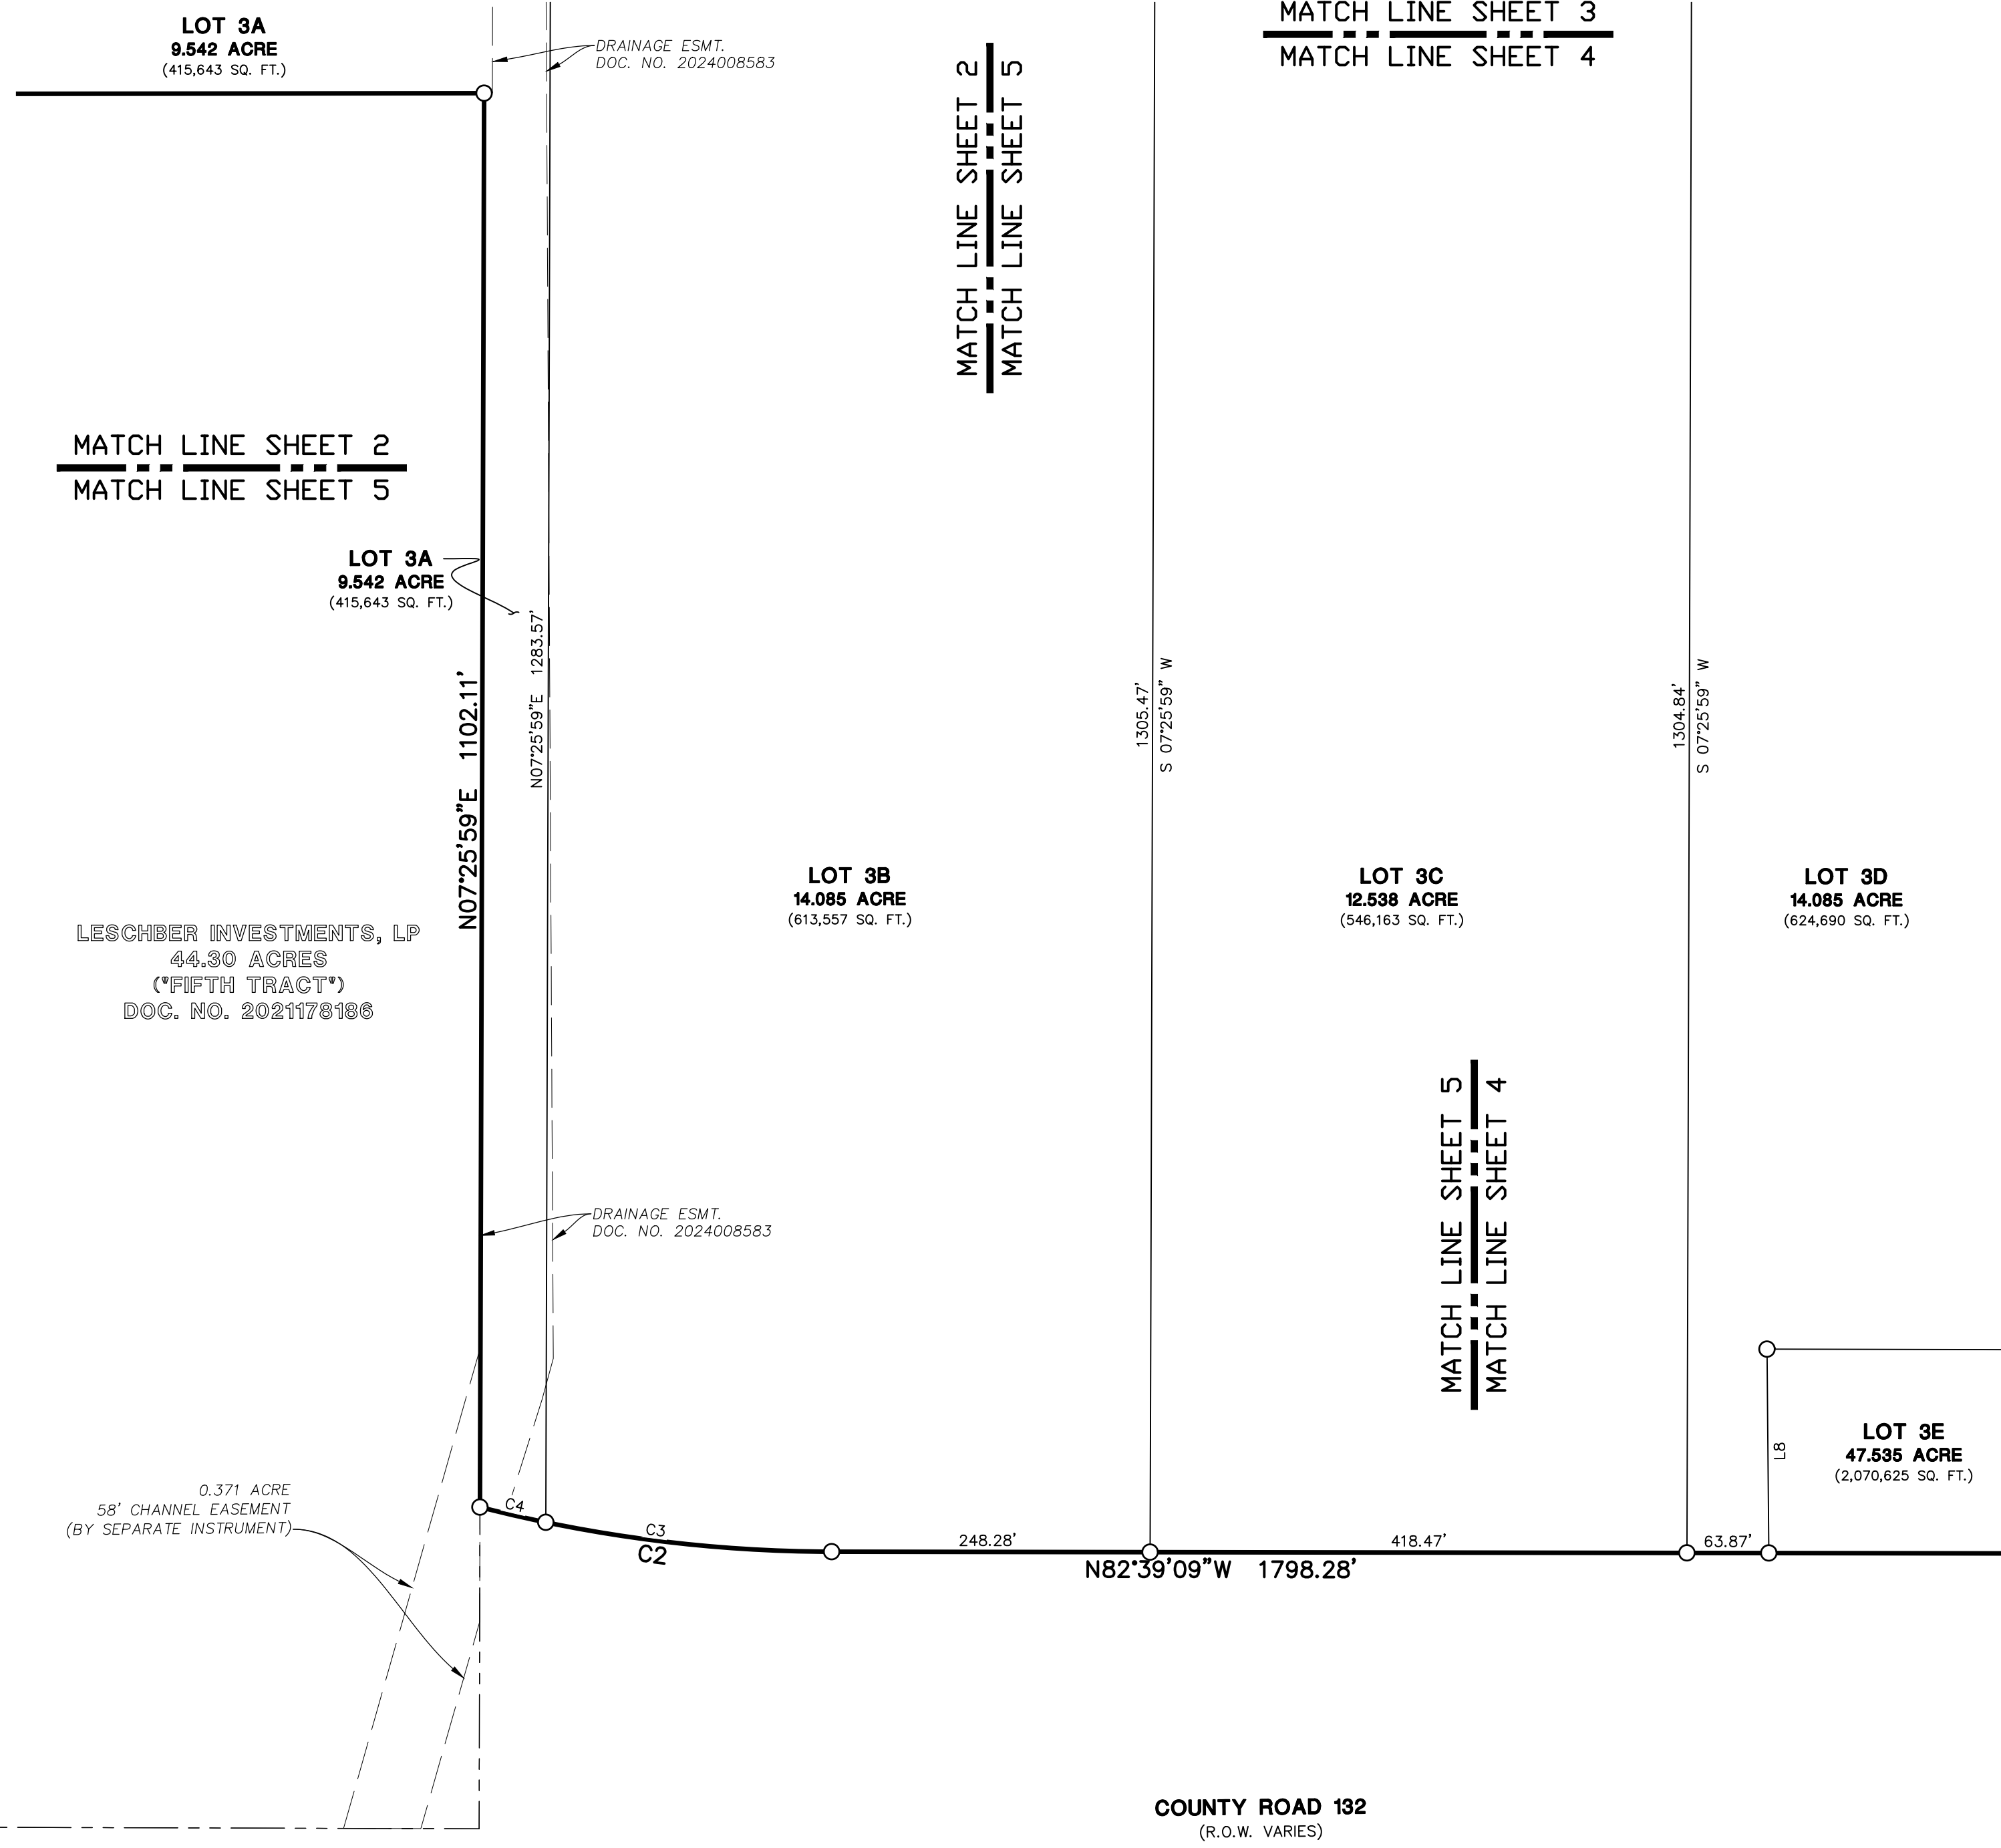 LOT 3A
9.542 ACRE
(415,643 SQ. FT.)
DRAINAGE ESMT.
DOC. NO. 2024008583
MATCH LINE SHEET 2
MATCH LINE SHEET 5
MATCH LINE SHEET 3
MATCH LINE SHEET 4
MATCH LINE SHEET 2
MATCH LINE SHEET 5
LOT 3A
9.542 ACRE
(415,643 SQ. FT.)
N07°25'59"E 1102.11'
N07°25'59"E 1283.57'
1305.47'
S 07°25'59" W
1304.84'
S 07°25'59" W
LOT 3B
14.085 ACRE
(613,557 SQ. FT.)
LOT 3C
12.538 ACRE
(546,163 SQ. FT.)
LOT 3D
14.085 ACRE
(624,690 SQ. FT.)
LESCHBER INVESTMENTS, LP
44.30 ACRES
("FIFTH TRACT")
DOC. NO. 2021178186
DRAINAGE ESMT.
DOC. NO. 2024008583
MATCH LINE SHEET 5
MATCH LINE SHEET 4
LOT 3E
47.535 ACRE
(2,070,625 SQ. FT.)
L8
0.371 ACRE
58' CHANNEL EASEMENT
(BY SEPARATE INSTRUMENT)
C4
C3
C2
248.28'
418.47'
63.87'
N82°39'09"W 1798.28'
COUNTY ROAD 132
(R.O.W. VARIES)